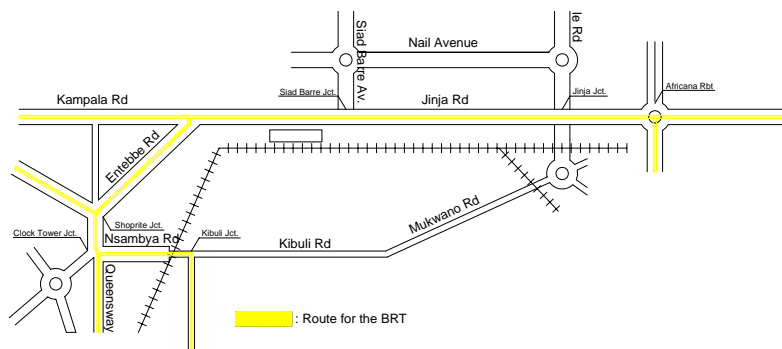 Siad Barre Av.
le Rd
Nail Avenue
Kampala Rd
Siad Barre Jct.
Jinja Rd
Jinja Jct.
Africana Rbt
Entebbe Rd
Mukwano Rd
Shoprite Jct.
Clock Tower Jct.
Nsambya Rd
Kibuli Jct.
Kibuli Rd
Queensway
: Route for the BRT